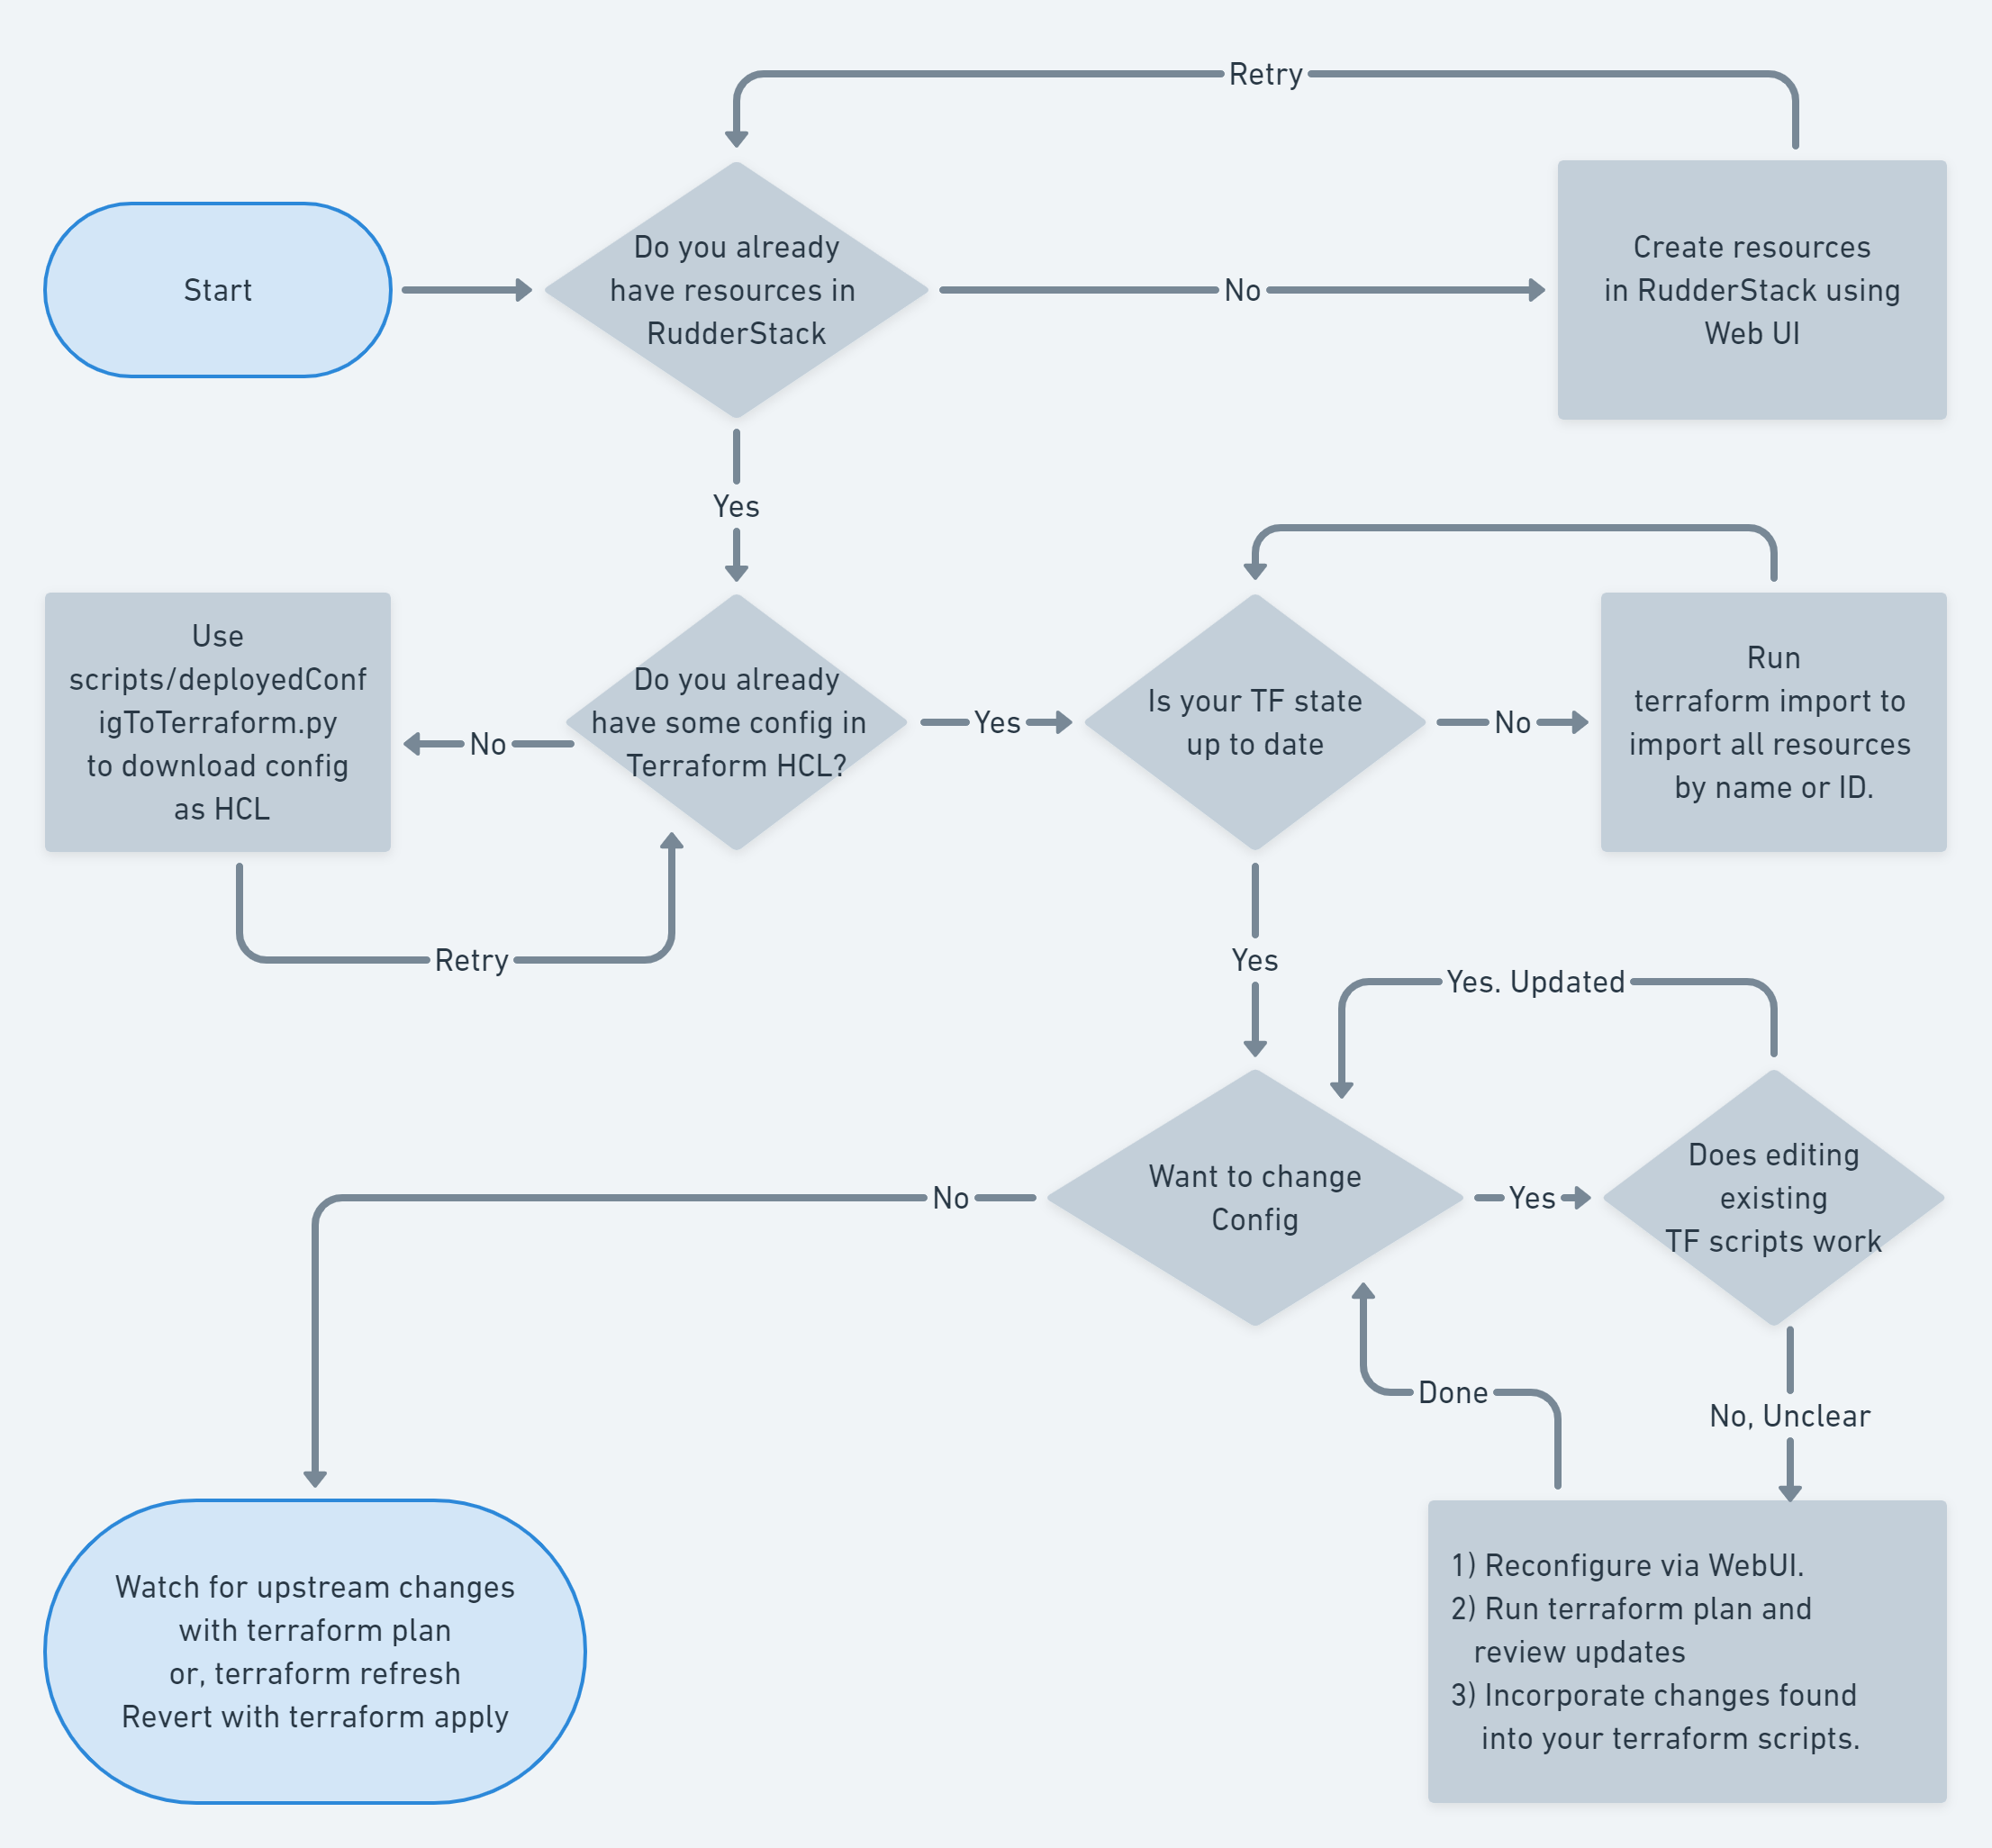 Retry
Start
Do you already
have resources in
RudderStack
No
Create resources
in RudderStack using
Web UI
Yes
Use
scripts/deployedConf
igToTerraform.py
to download config
as HCL
No
Do you already
have some config in
Terraform HCL?
Yes
Is your TF state
up to date
No
Run
terraform import to
import all resources
by name or ID.
Retry
Yes
Yes. Updated
No
Want to change
Config
Yes
Does editing
existing
TF scripts work
Done
No, Unclear
Watch for upstream changes
with terraform plan
or, terraform refresh
Revert with terraform apply
1) Reconfigure via WebUI.
2) Run terraform plan and
review updates
3) Incorporate changes found
into your terraform scripts.